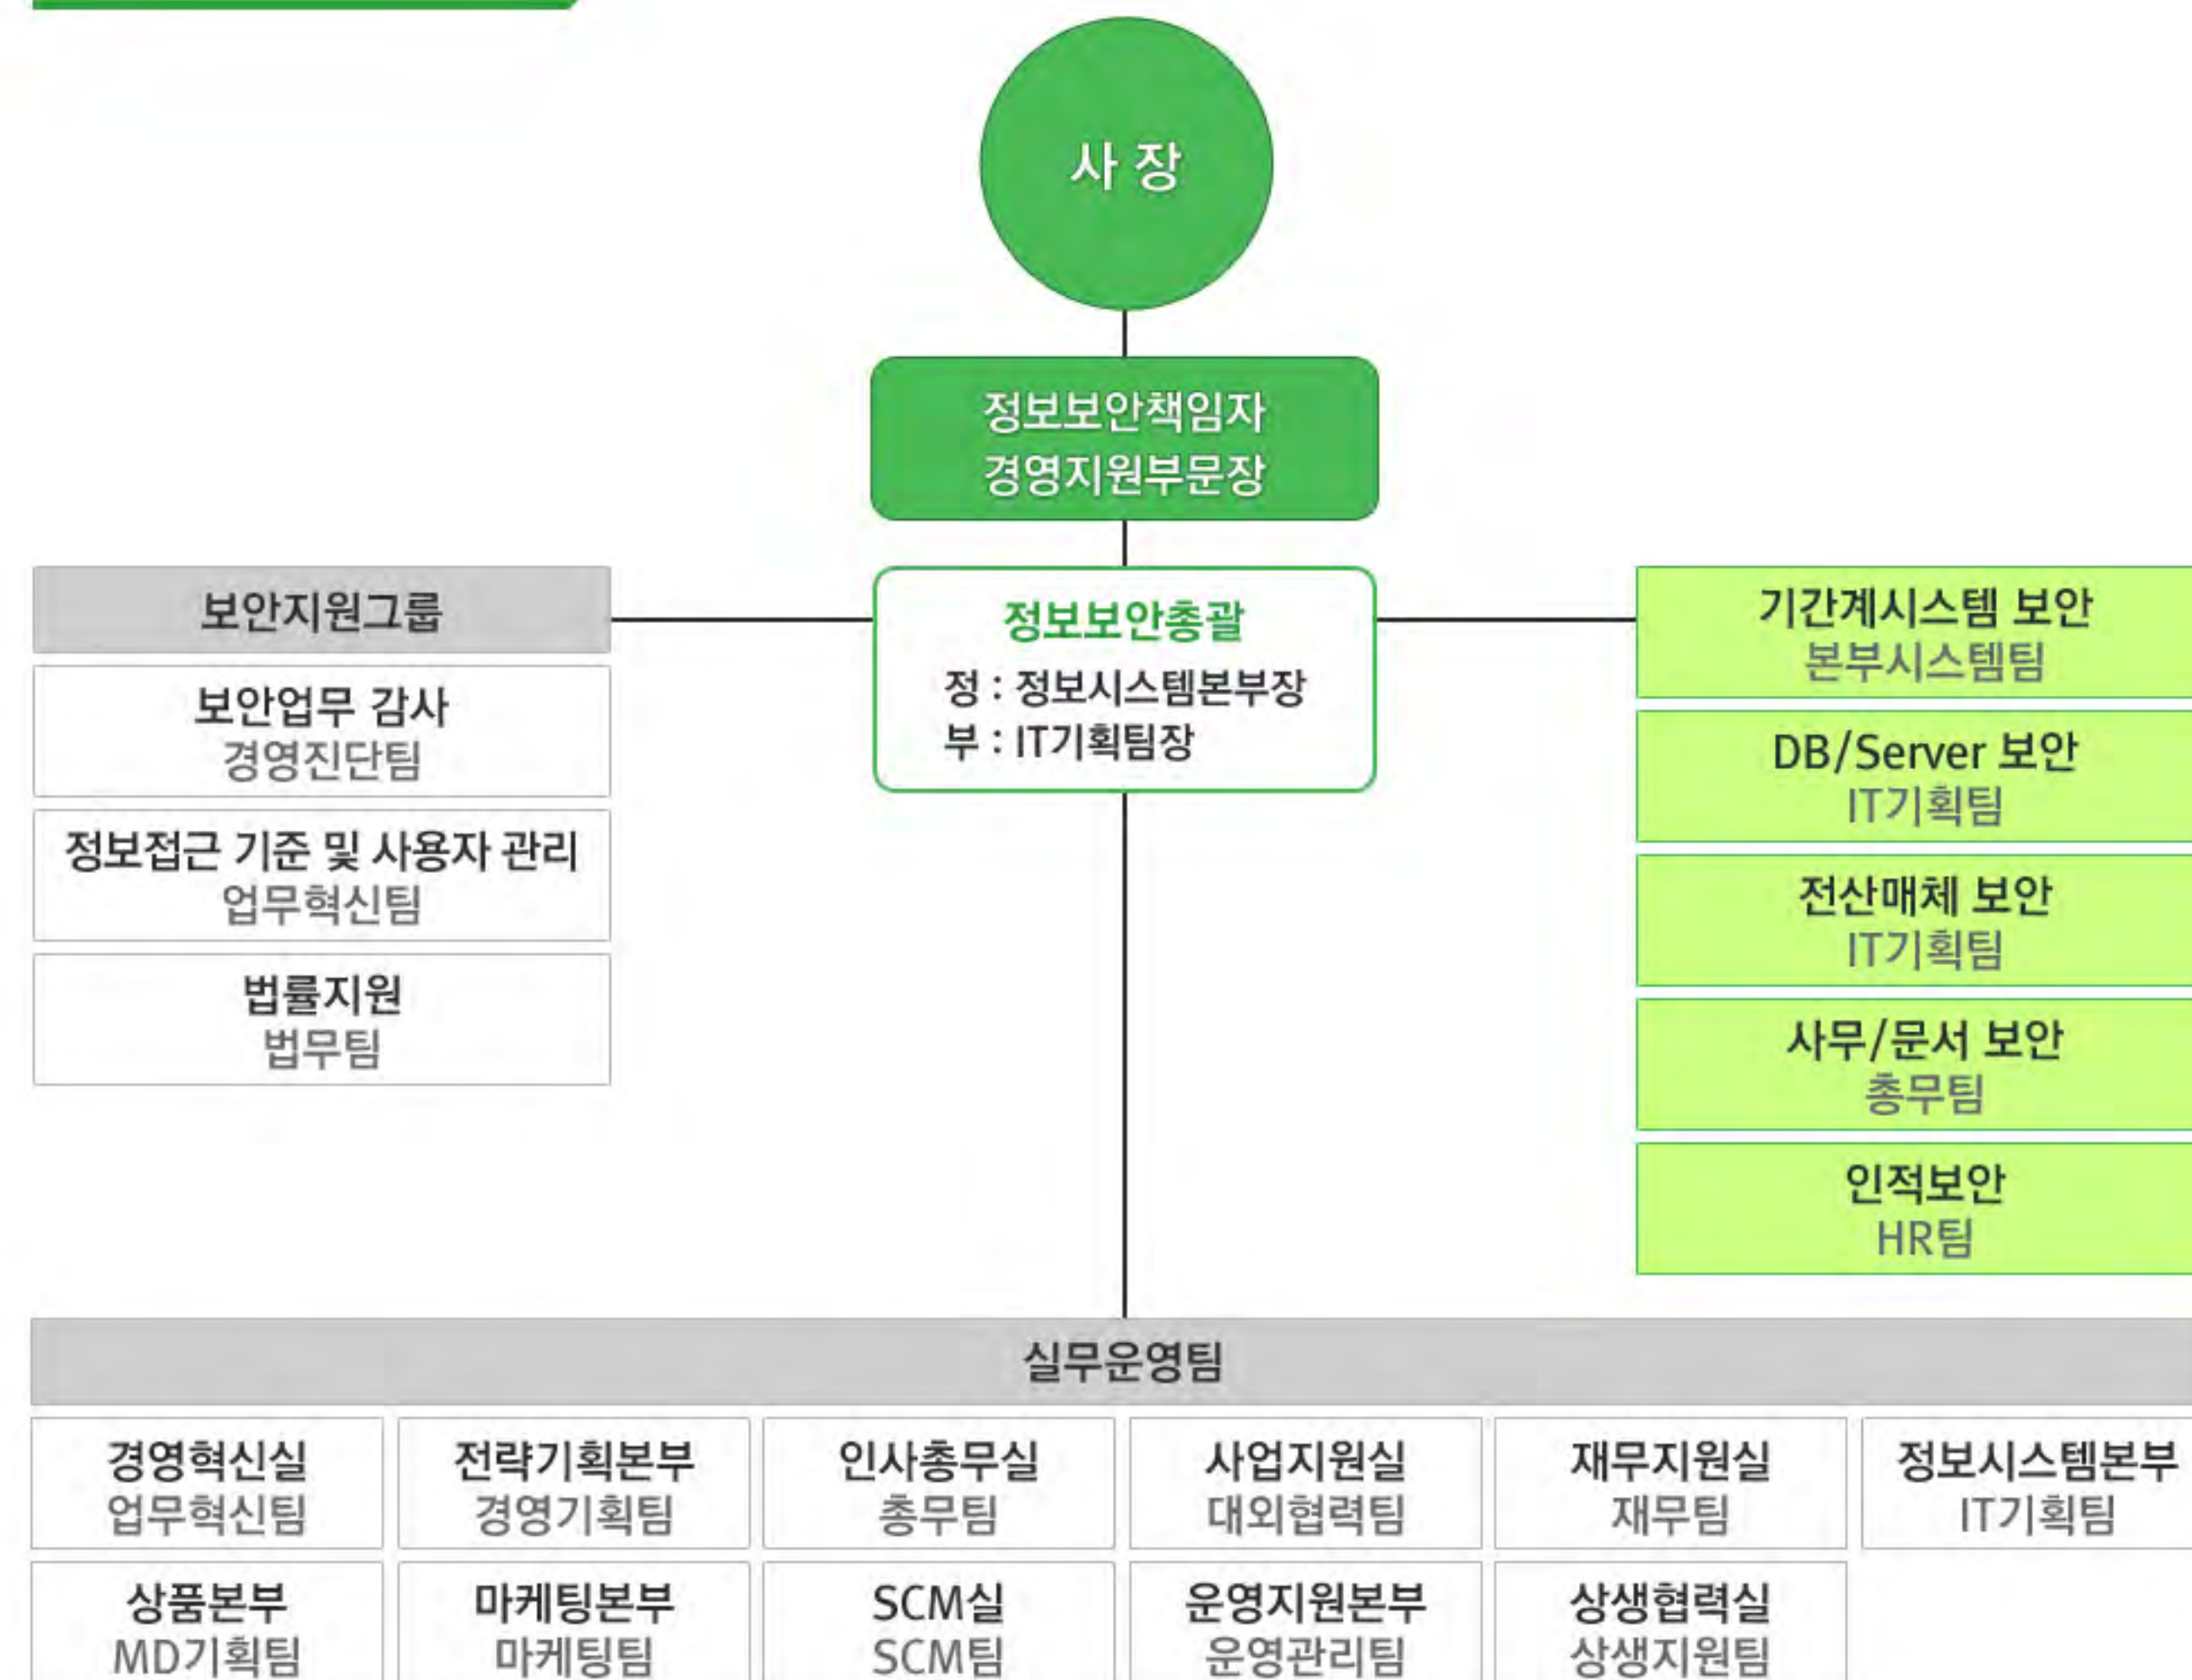 사 장
정보보안책임자
경영지원부문장
정보보안총괄
정 : 정보시스템본부장
부 : IT기획팀장
보안지원그룹
보안업무 감사
경영진단팀
정보접근 기준 및 사용자 관리
업무혁신팀
법률지원
법무팀
기간계시스템 보안
본부시스템팀
DB/Server 보안
IT기획팀
전산매체 보안
IT기획팀
사무/문서 보안
총무팀
인적보안
HR팀
실무운영팀
경영혁신실
업무혁신팀
전략기획본부
경영기획팀
인사총무실
총무팀
사업지원실
대외협력팀
재무지원실
재무팀
정보시스템본부
IT기획팀
상품본부
MD기획팀
마케팅본부
마케팅팀
SCM실
SCM팀
운영지원본부
운영관리팀
상생협력실
상생지원팀